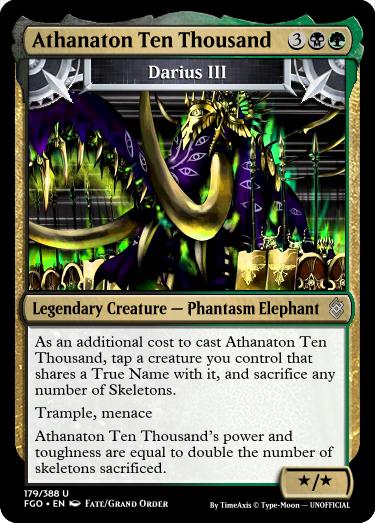 Athanaton Ten Thousand 3
Darius III
Legendary Creature — Phantasm Elephant
As an additional cost to cast Athanaton Ten
Thousand, tap a creature you control that
shares a True Name with it, and sacrifice any
number of Skeletons.
Trample, menace
Athanaton Ten Thousand's power and
toughness are equal to double the number of
skeletons sacrificed.
★/★
179/388 U
FGO • EN Fate/Grand Order
By TimeAxis © Type-Moon — UNOFFICIAL